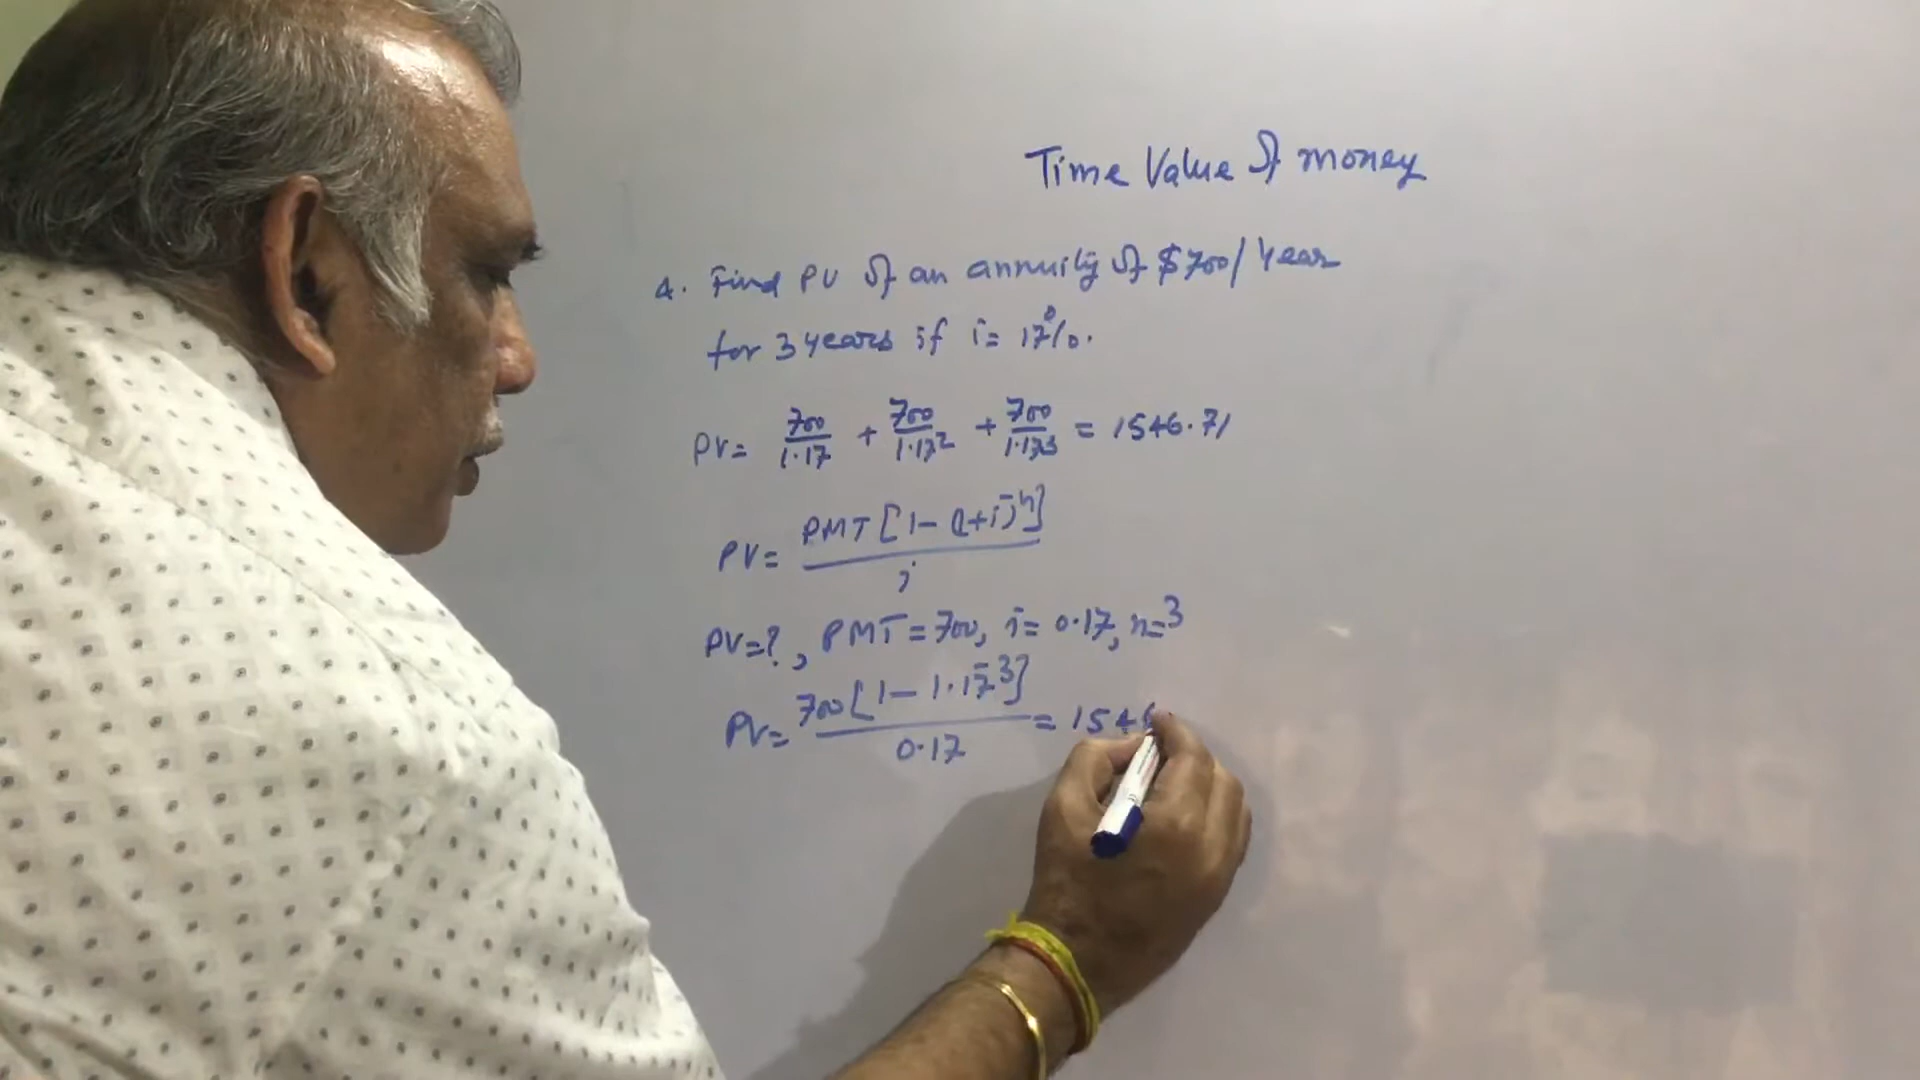 Time Value of money
4. Find PV of an annuity of $700/Year
for 3 years if i = 17%.
PV = 700/1.17 + 700/1.17² + 700/1.17³ = 1546.71
PV = PMT[1-(1+i)⁻ⁿ]/i
PV=?, PMT=700, i=0.17, n=3
PV = 700[1-1.17⁻³]/0.17 = 1546